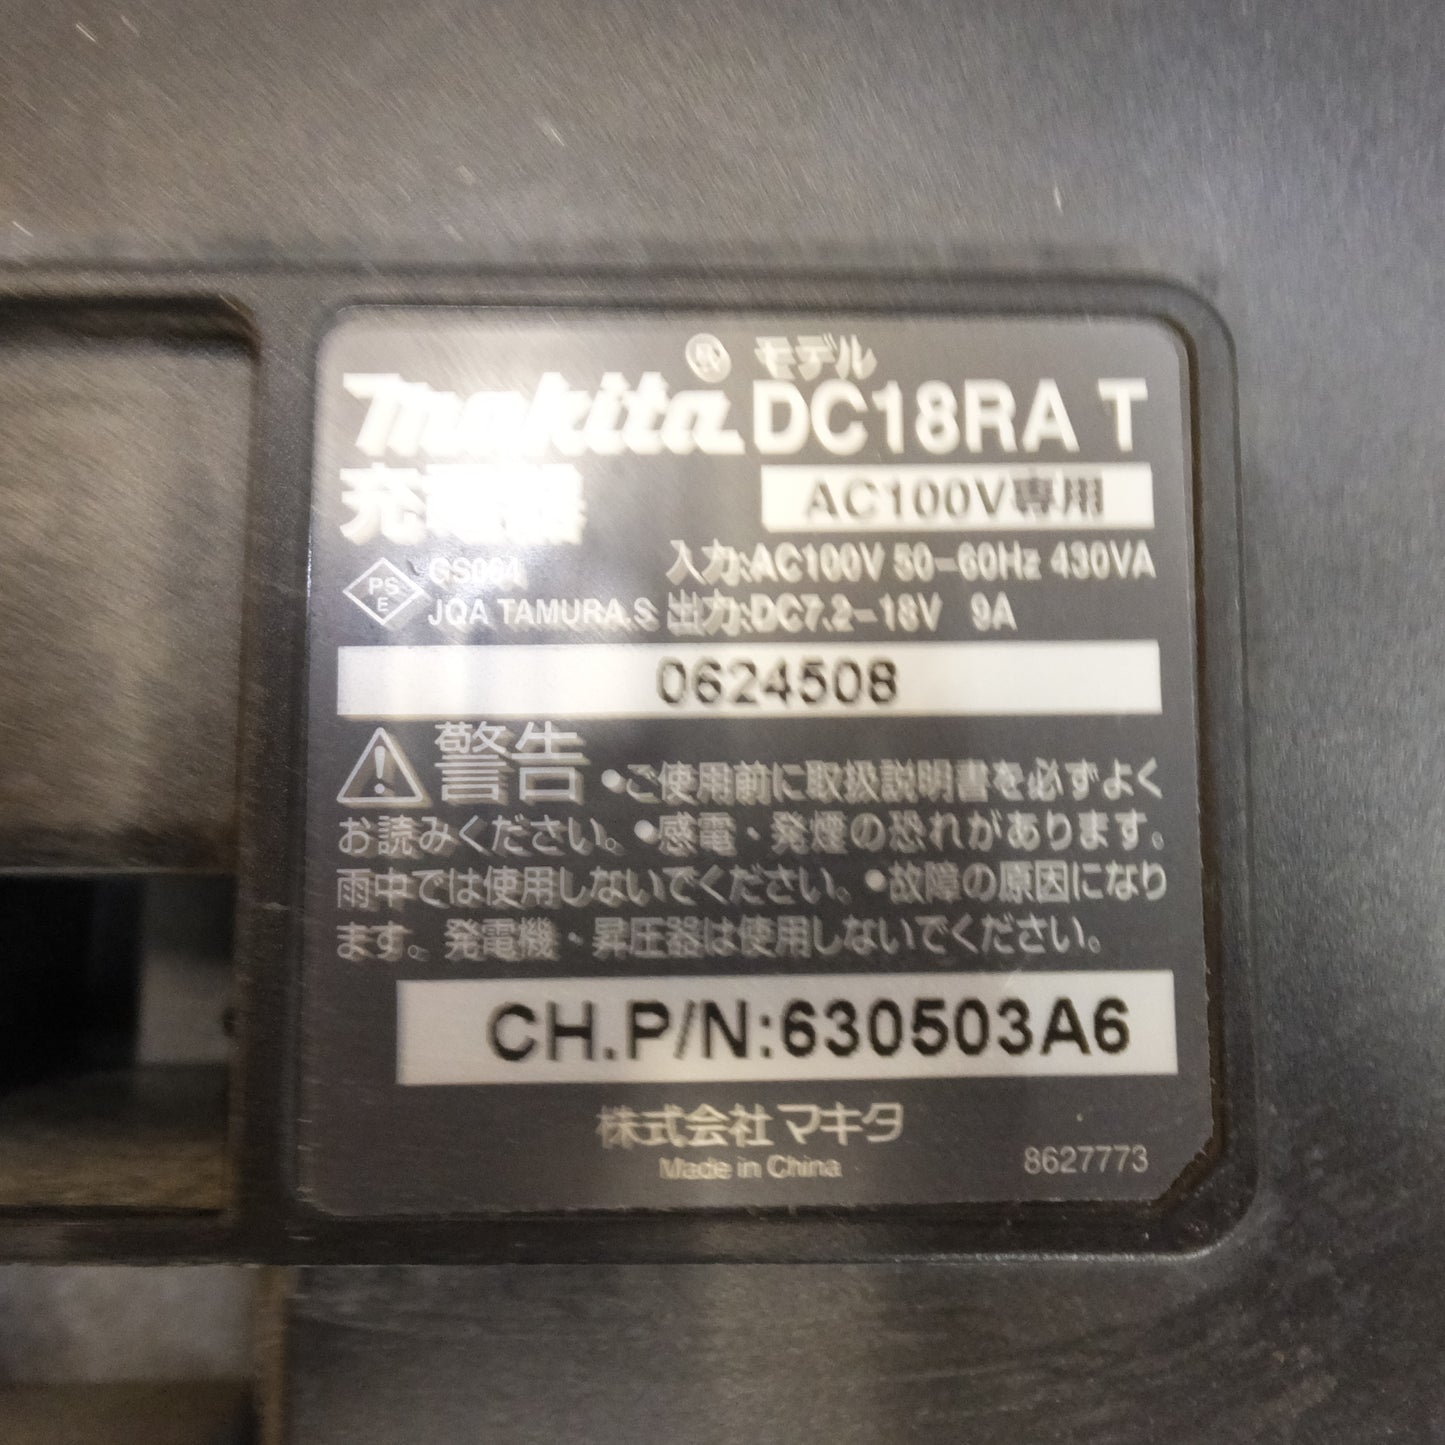 ® モデル
makita DC18RA T
充電器 AC100V専用
PS E GS094 入力:AC100V 50-60Hz 430VA
JQA TAMURA.S 出力:DC7.2-18V 9A
0624508
警告 •ご使用前に取扱説明書を必ずよく
お読みください。•感電・発煙の恐れがあります。
雨中では使用しないでください。•故障の原因になり
ます。発電機・昇圧器は使用しないでください。
CH.P/N:630503A6
株式会社マキタ
Made in China 8627773